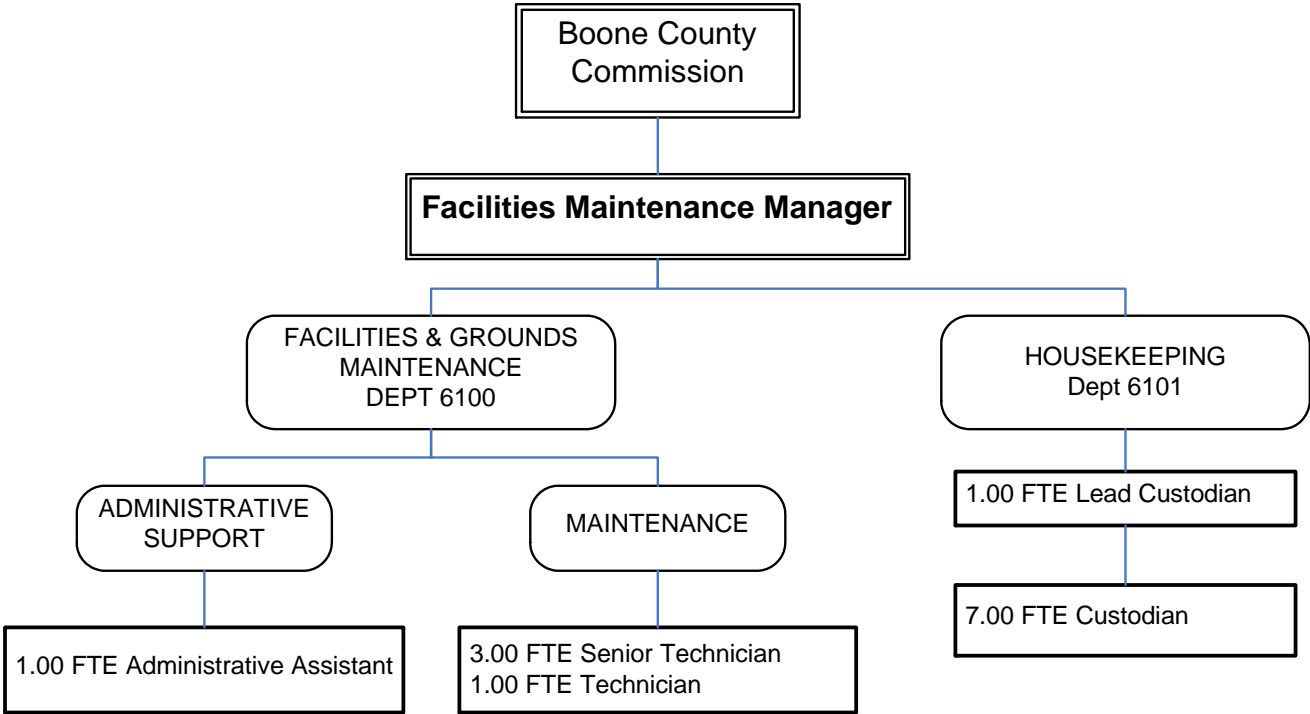 Boone County
Commission
Facilities Maintenance Manager
FACILITIES & GROUNDS
MAINTENANCE
DEPT 6100
HOUSEKEEPING
Dept 6101
ADMINISTRATIVE
SUPPORT
MAINTENANCE
1.00 FTE Lead Custodian
7.00 FTE Custodian
1.00 FTE Administrative Assistant
3.00 FTE Senior Technician
1.00 FTE Technician